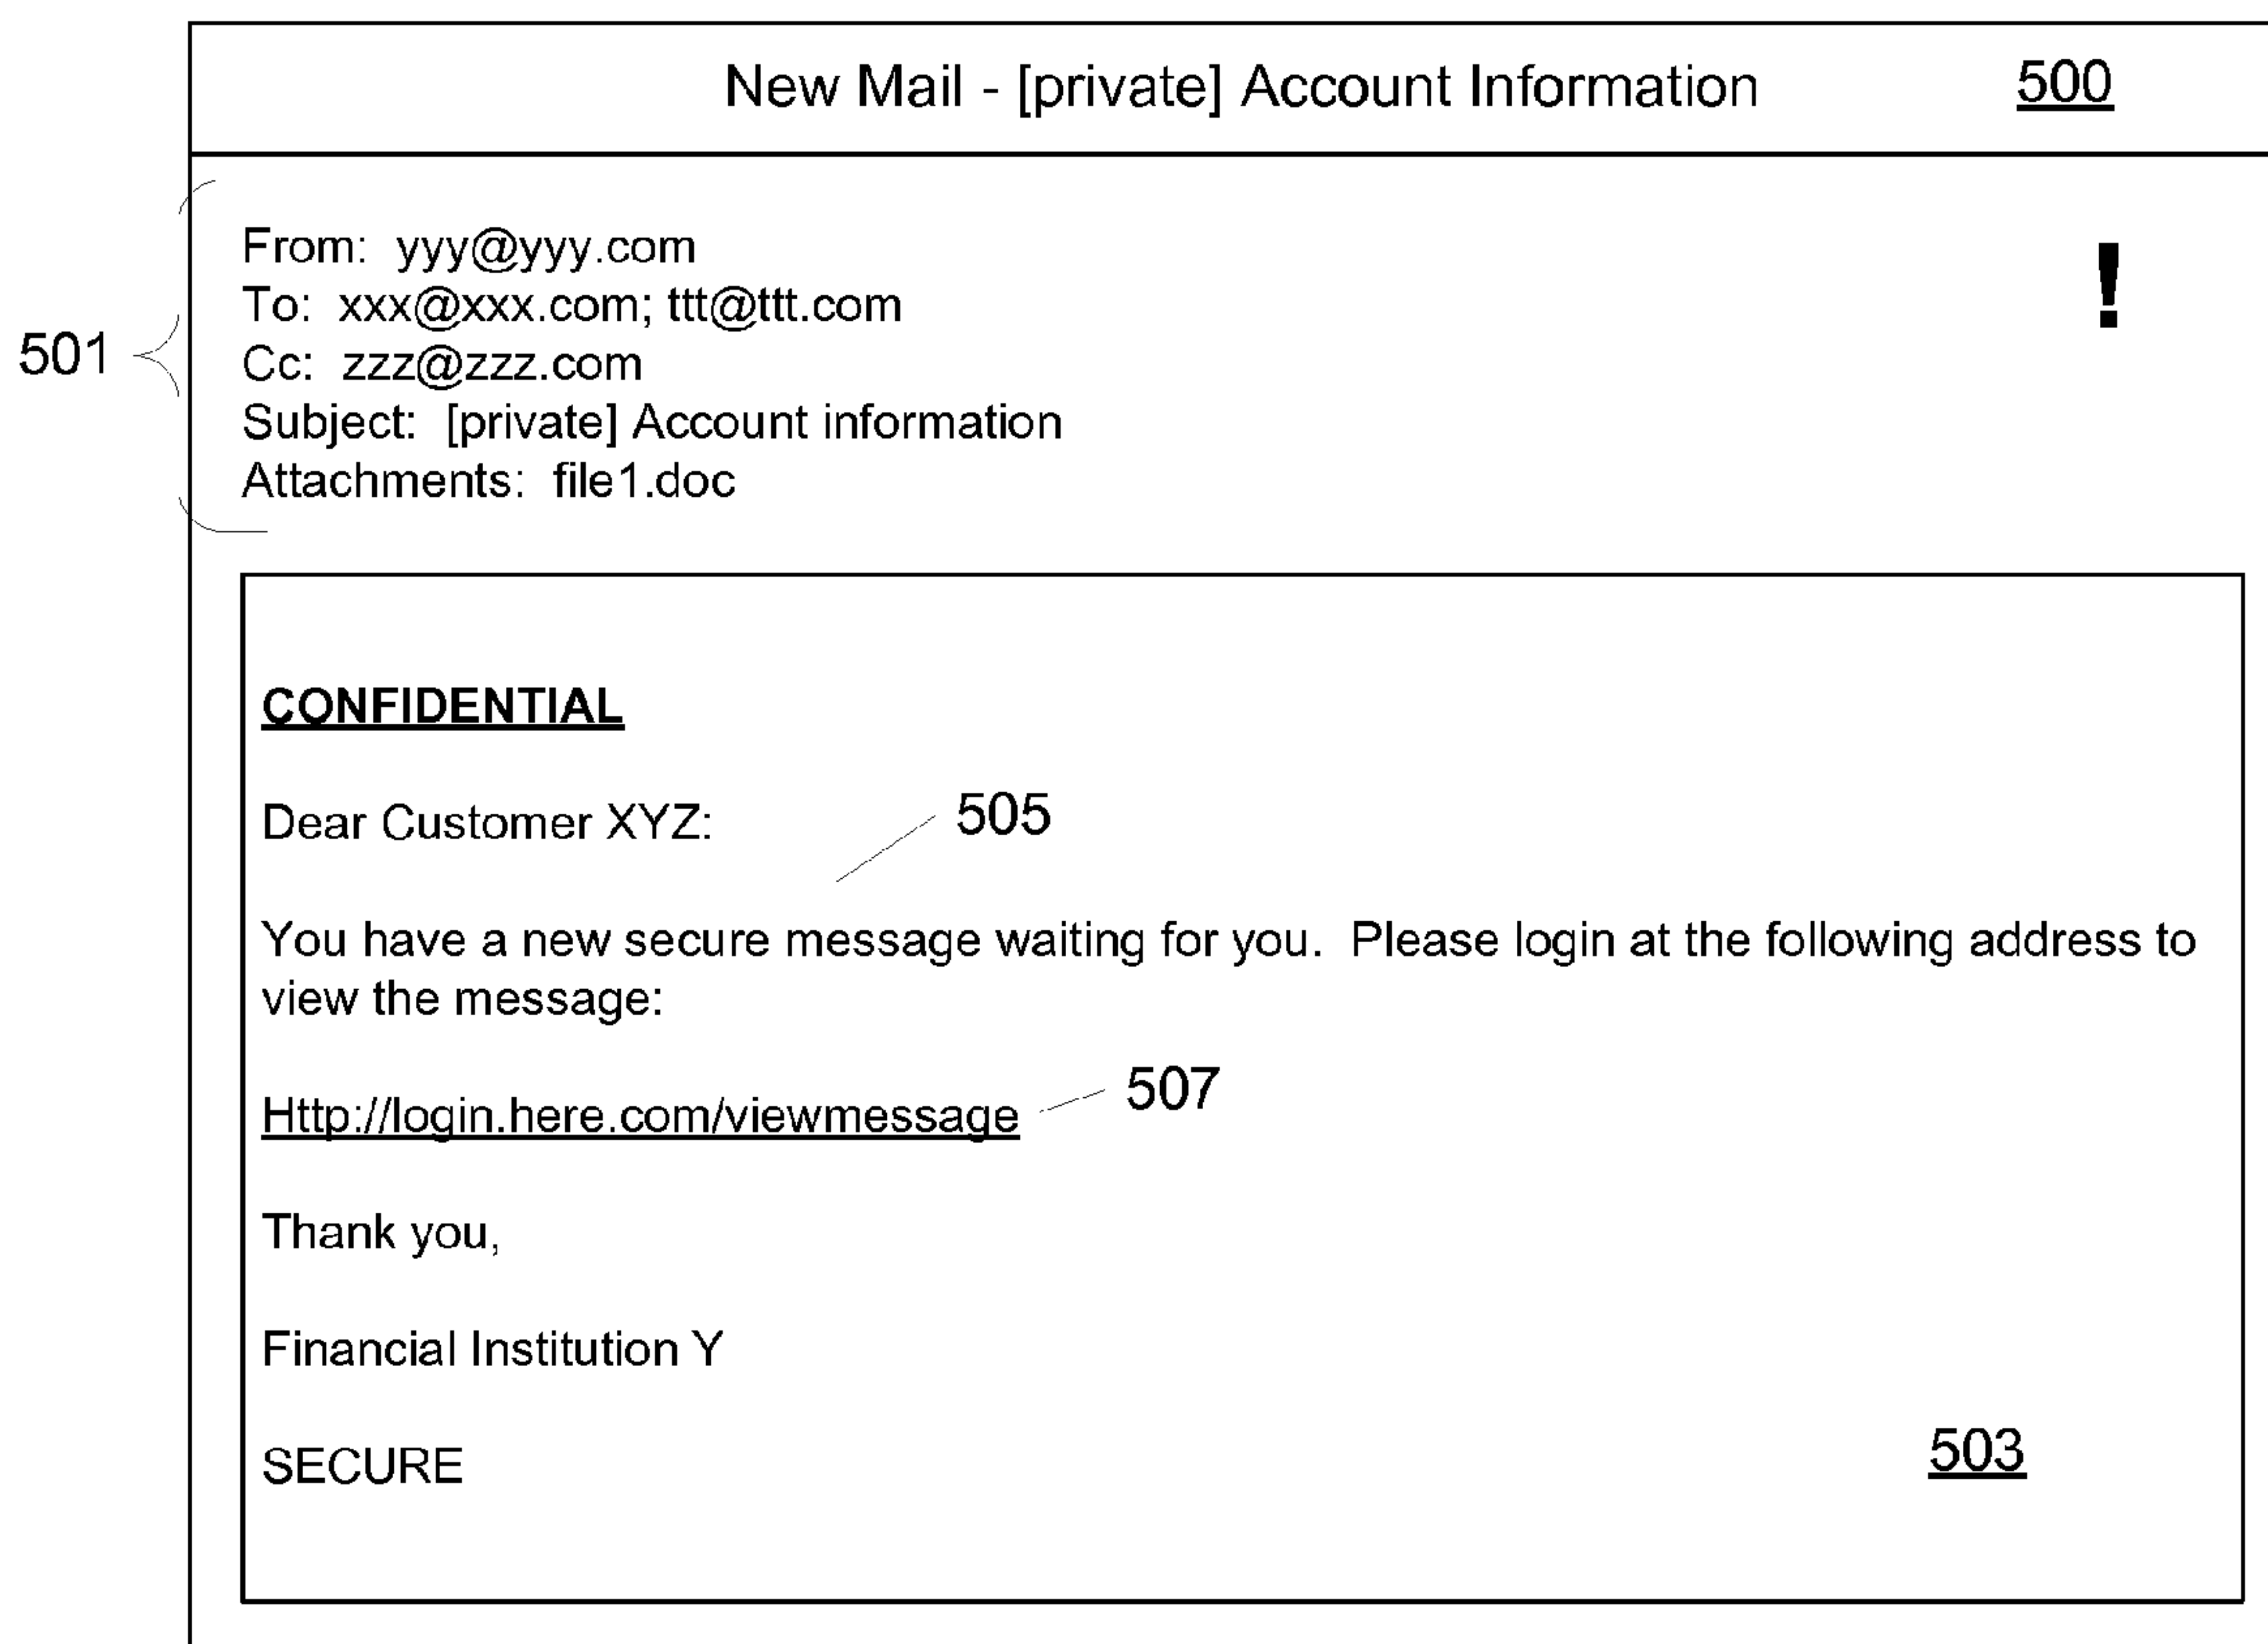 New Mail - [private] Account Information 500
From: yyy@yyy.com
!
To: xxx@xxx.com; ttt@ttt.com
501
Cc: zzz@zzz.com
Subject: [private] Account information
Attachments: file1.doc
CONFIDENTIAL
Dear Customer XYZ:
505
You have a new secure message waiting for you. Please login at the following address to
view the message:
Http://login.here.com/viewmessage
507
Thank you,
Financial Institution Y
SECURE
503